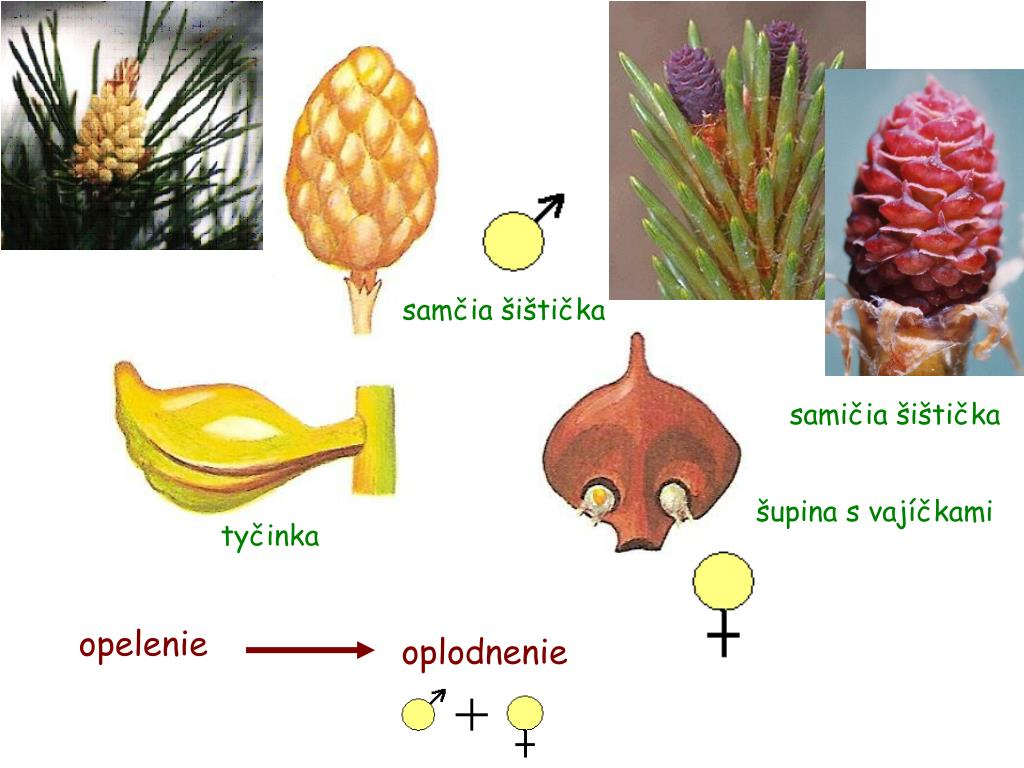 samčia šištička
samičia šištička
šupina s vajíčkami
tyčinka
opelenie
oplodnenie